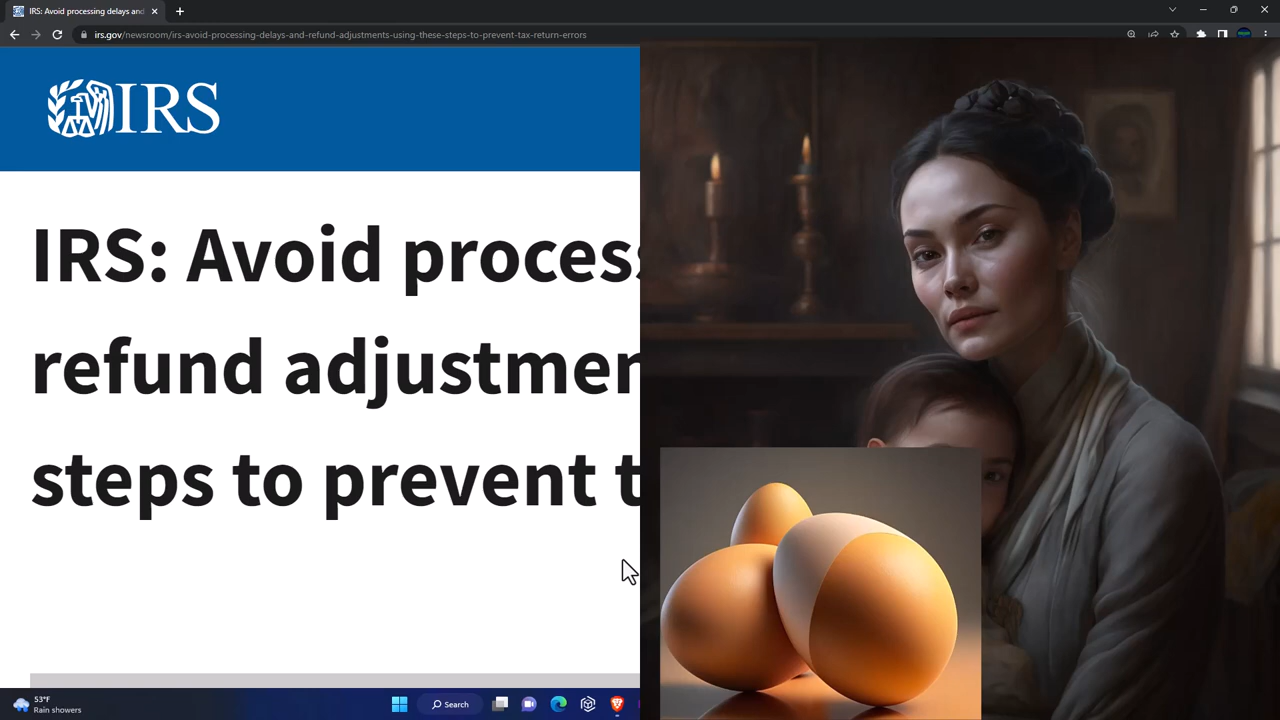 IRS: Avoid processing delays and
irs.gov/newsroom/irs-avoid-processing-delays-and-refund-adjustments-using-these-steps-to-prevent-tax-return-errors
IRS
IRS: Avoid process
refund adjustmen
steps to prevent t
53°F
Rain showers
Search